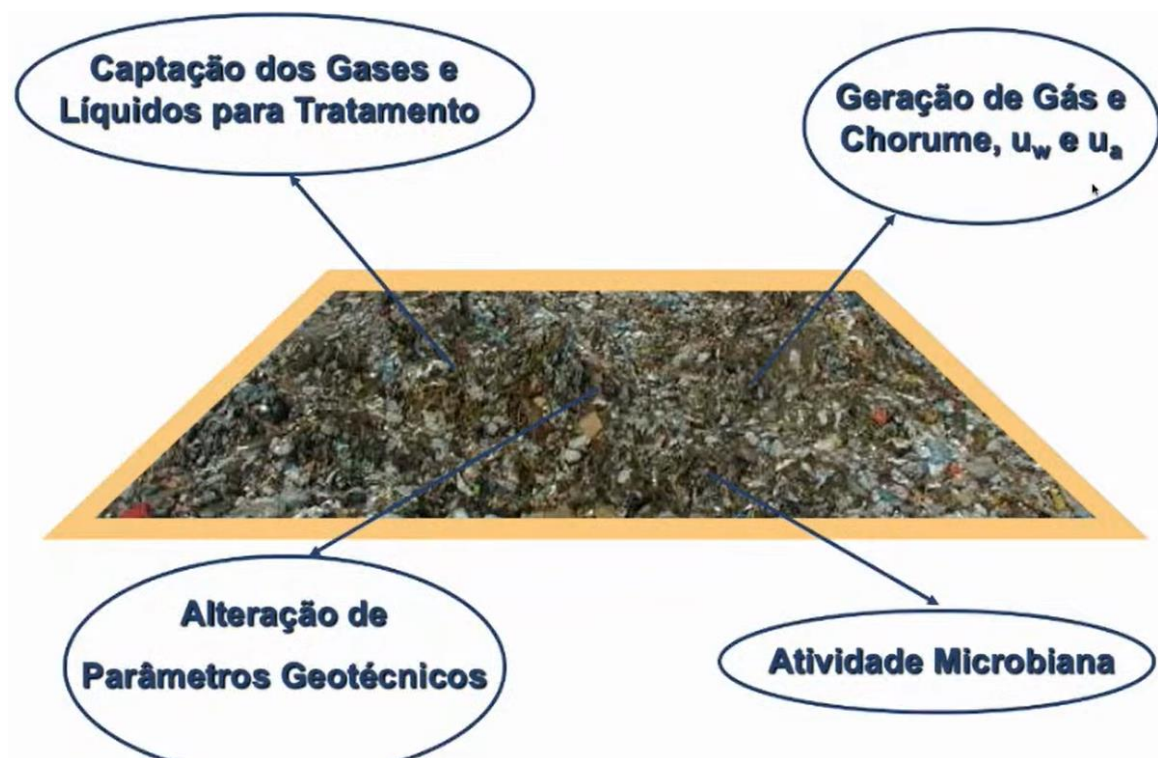 Captação dos Gases e
Líquidos para Tratamento
Geração de Gás e
Chorume, uw e ua
Alteração de
Parâmetros Geotécnicos
Atividade Microbiana